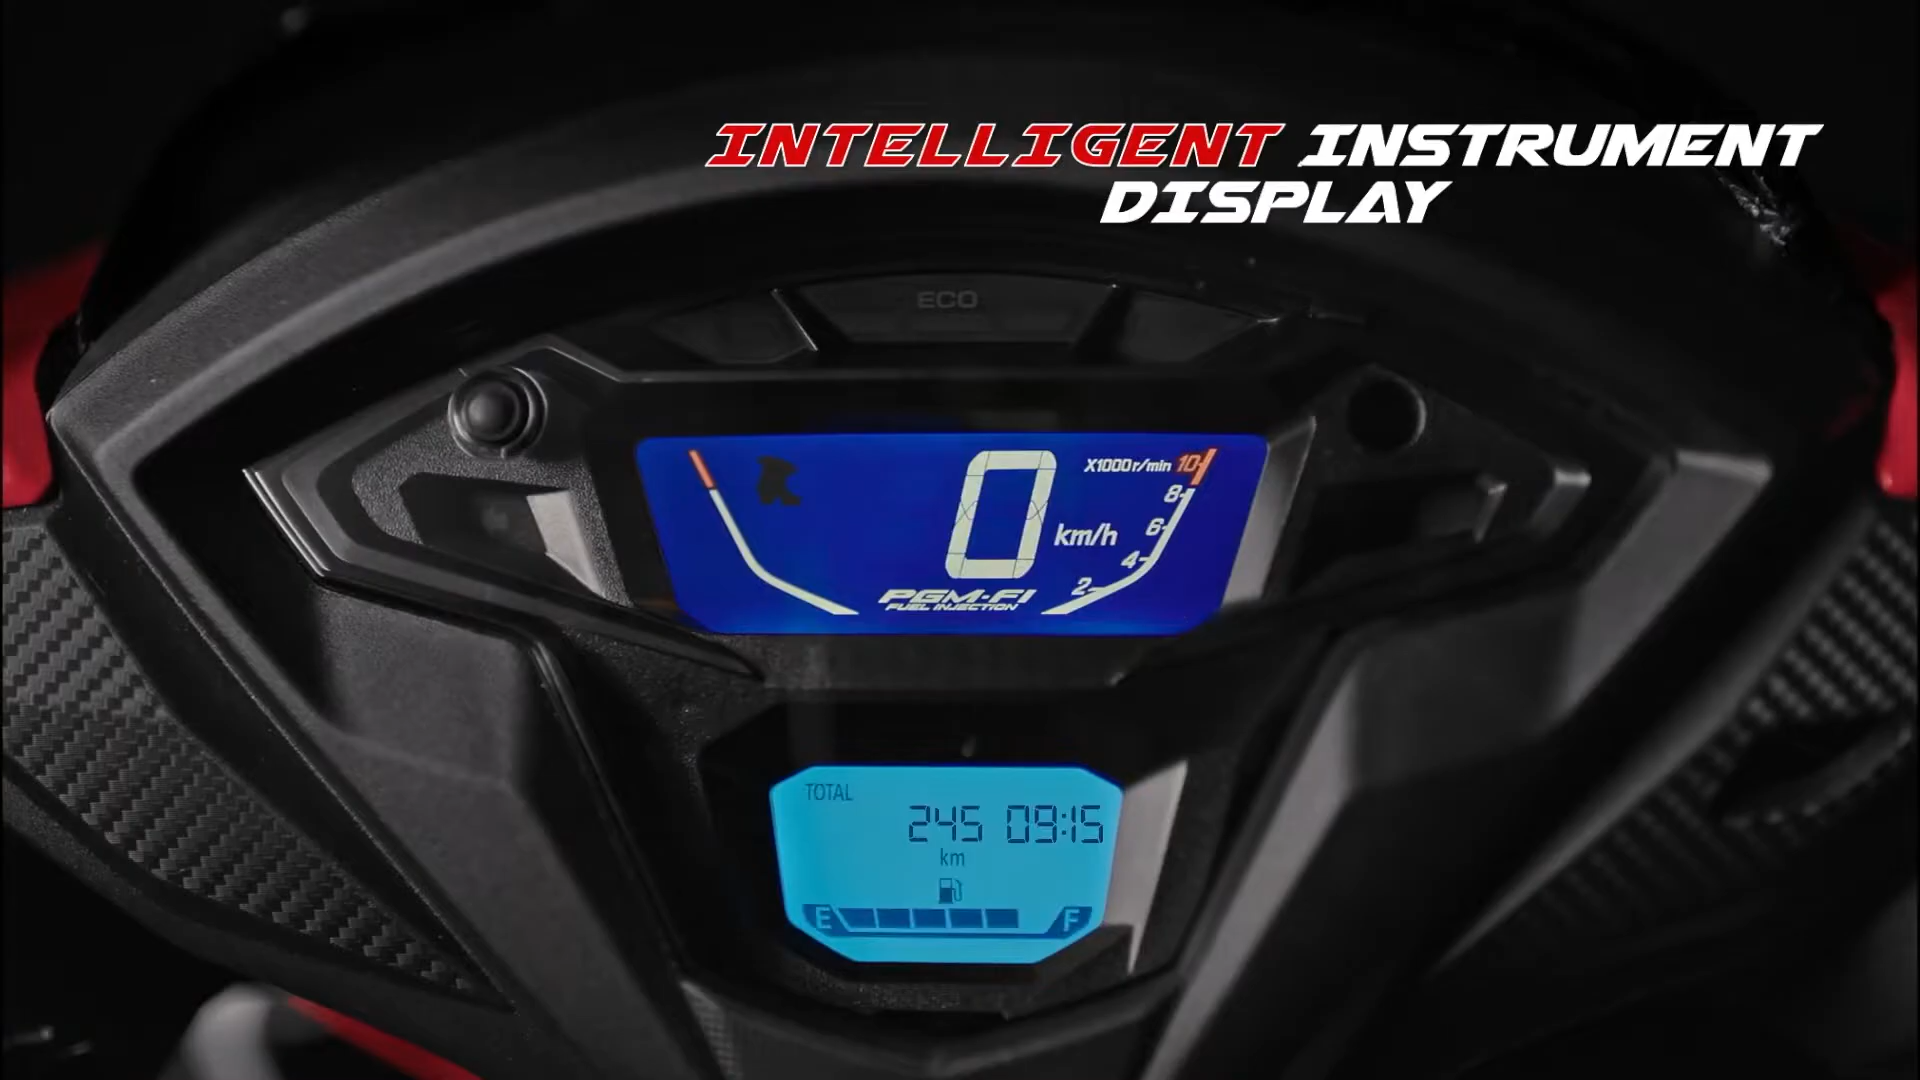 INTELLIGENT INSTRUMENT
DISPLAY
ECO
0 km/h
X1000 r/min 10
8
6
4
2
PGM-FI
FUEL INJECTION
TOTAL
245 09:15
km
E F